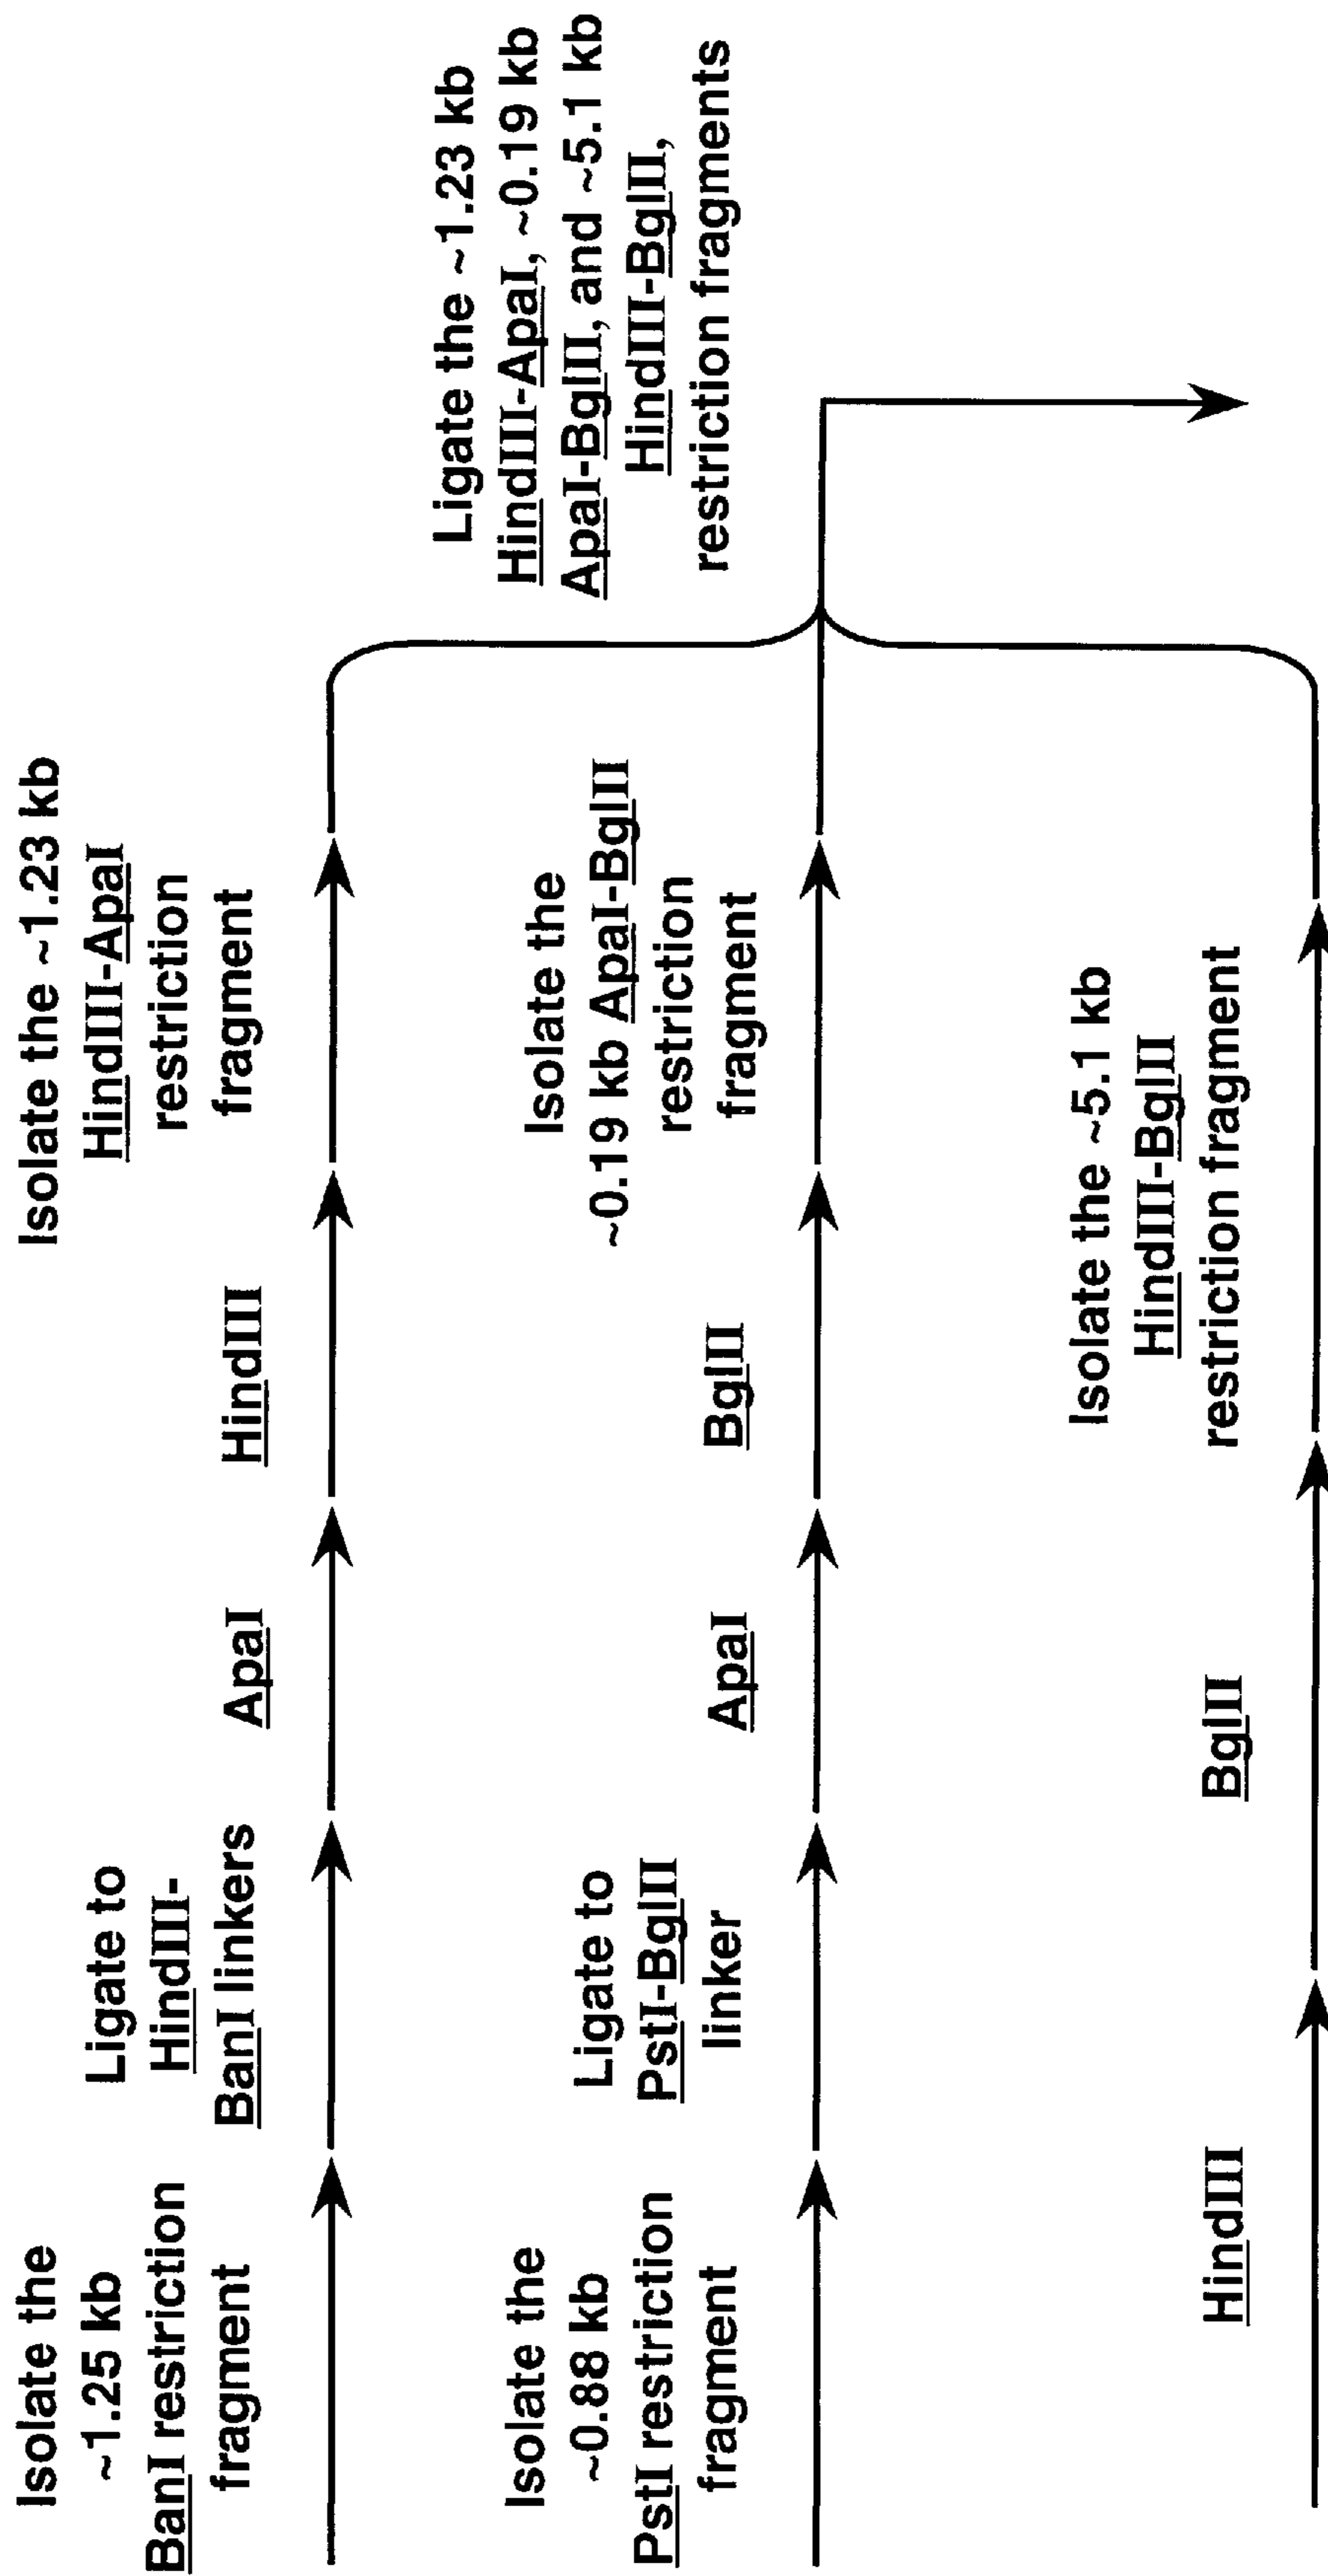 Isolate the
~1.25 kb
BanI restriction
fragment
Ligate to
HindIII-
BanI linkers
ApaI
HindIII
Isolate the ~1.23 kb
HindIII-ApaI
restriction
fragment
Isolate the
~0.88 kb
PstI restriction
fragment
Ligate to
PstI-BglII
linker
ApaI
BglII
Isolate the
~0.19 kb ApaI-BglII
restriction
fragment
HindIII
BglII
Isolate the ~5.1 kb
HindIII-BglII
restriction fragment
Ligate the ~1.23 kb
HindIII-ApaI, ~0.19 kb
ApaI-BglII, and ~5.1 kb
HindIII-BglII,
restriction fragments